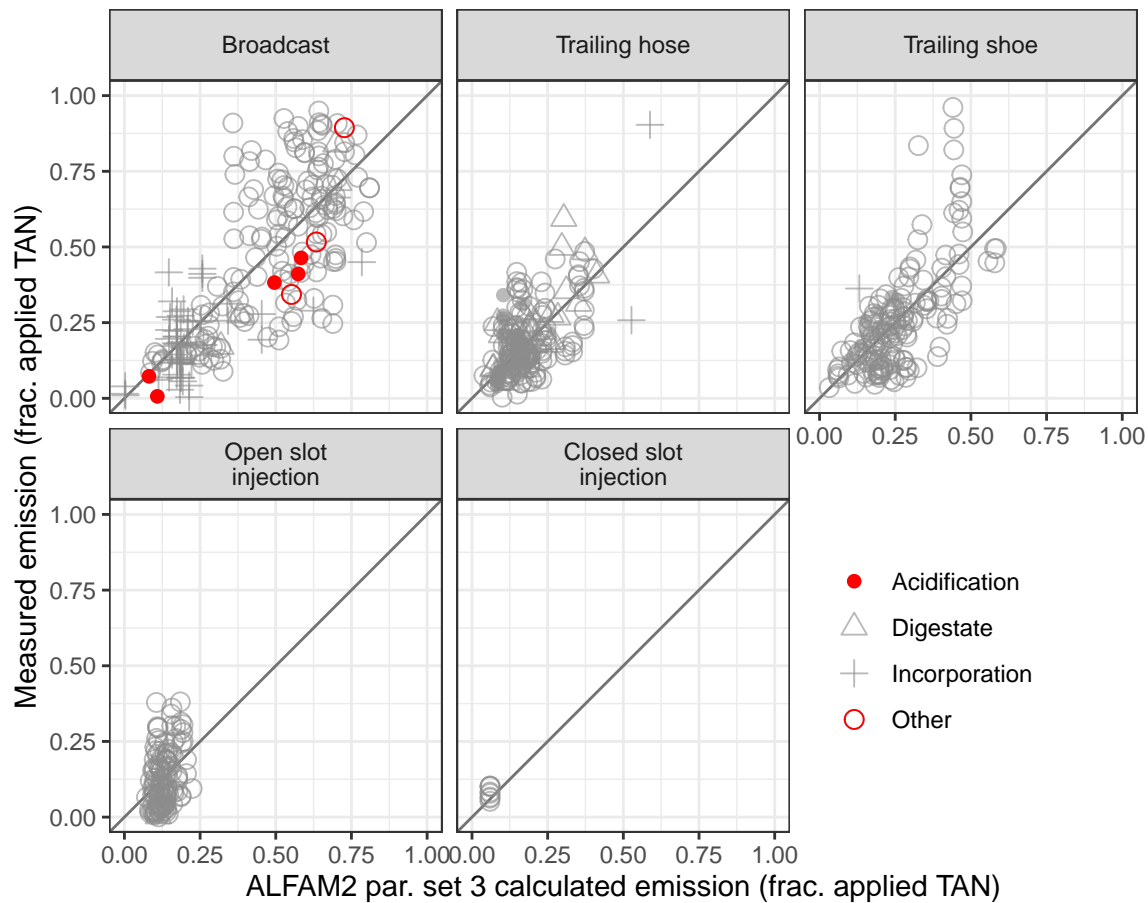 Broadcast
Trailing hose
Trailing shoe
1.00
0.75
0.50
0.25
0.00
0.00 0.25 0.50 0.75 1.00
Open slot
injection
Closed slot
injection
1.00
0.75
0.50
0.25
0.00
0.00 0.25 0.50 0.75 1.00
0.00 0.25 0.50 0.75 1.00
Measured emission (frac. applied TAN)
ALFAM2 par. set 3 calculated emission (frac. applied TAN)
Acidification
Digestate
Incorporation
Other